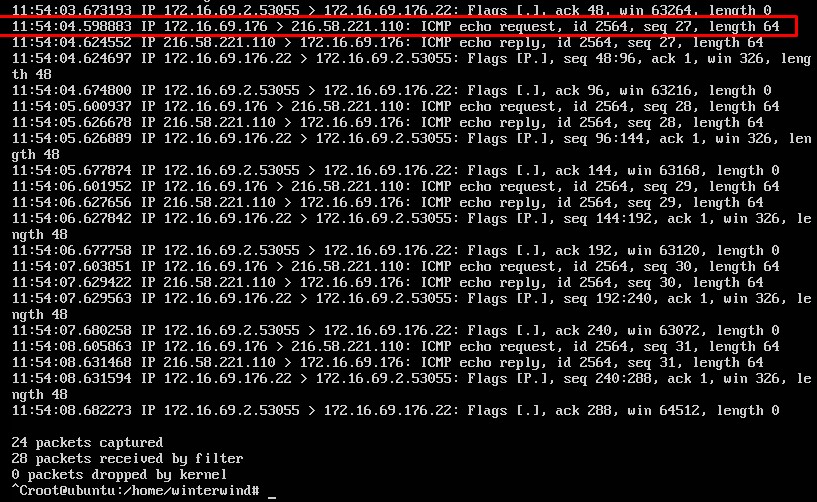 11:54:03.673193 IP 172.16.69.2.53055 > 172.16.69.176.22: Flags [.], ack 48, win 63264, length 0
11:54:04.598883 IP 172.16.69.176 > 216.58.221.110: ICMP echo request, id 2564, seq 27, length 64
11:54:04.624552 IP 216.58.221.110 > 172.16.69.176: ICMP echo reply, id 2564, seq 27, length 64
11:54:04.624697 IP 172.16.69.176.22 > 172.16.69.2.53055: Flags [P.], seq 48:96, ack 1, win 326, leng
th 48
11:54:04.674800 IP 172.16.69.2.53055 > 172.16.69.176.22: Flags [.], ack 96, win 63216, length 0
11:54:05.600937 IP 172.16.69.176 > 216.58.221.110: ICMP echo request, id 2564, seq 28, length 64
11:54:05.626678 IP 216.58.221.110 > 172.16.69.176: ICMP echo reply, id 2564, seq 28, length 64
11:54:05.626889 IP 172.16.69.176.22 > 172.16.69.2.53055: Flags [P.], seq 96:144, ack 1, win 326, len
gth 48
11:54:05.677874 IP 172.16.69.2.53055 > 172.16.69.176.22: Flags [.], ack 144, win 63168, length 0
11:54:06.601952 IP 172.16.69.176 > 216.58.221.110: ICMP echo request, id 2564, seq 29, length 64
11:54:06.627656 IP 216.58.221.110 > 172.16.69.176: ICMP echo reply, id 2564, seq 29, length 64
11:54:06.627842 IP 172.16.69.176.22 > 172.16.69.2.53055: Flags [P.], seq 144:192, ack 1, win 326, le
ngth 48
11:54:06.677758 IP 172.16.69.2.53055 > 172.16.69.176.22: Flags [.], ack 192, win 63120, length 0
11:54:07.603851 IP 172.16.69.176 > 216.58.221.110: ICMP echo request, id 2564, seq 30, length 64
11:54:07.629422 IP 216.58.221.110 > 172.16.69.176: ICMP echo reply, id 2564, seq 30, length 64
11:54:07.629563 IP 172.16.69.176.22 > 172.16.69.2.53055: Flags [P.], seq 192:240, ack 1, win 326, le
ngth 48
11:54:07.680258 IP 172.16.69.2.53055 > 172.16.69.176.22: Flags [.], ack 240, win 63072, length 0
11:54:08.605863 IP 172.16.69.176 > 216.58.221.110: ICMP echo request, id 2564, seq 31, length 64
11:54:08.631468 IP 216.58.221.110 > 172.16.69.176: ICMP echo reply, id 2564, seq 31, length 64
11:54:08.631594 IP 172.16.69.176.22 > 172.16.69.2.53055: Flags [P.], seq 240:288, ack 1, win 326, le
ngth 48
11:54:08.682273 IP 172.16.69.2.53055 > 172.16.69.176.22: Flags [.], ack 288, win 64512, length 0
24 packets captured
28 packets received by filter
0 packets dropped by kernel
^Croot@ubuntu:/home/winterwind# _